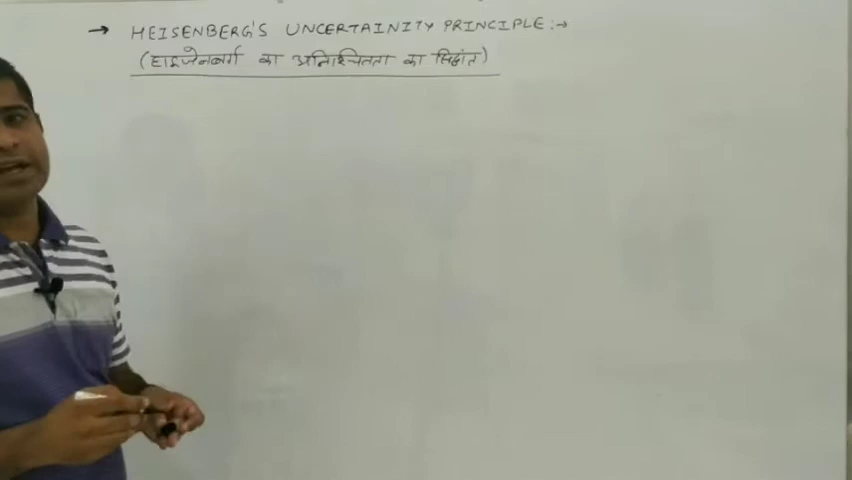 → HEISENBERG'S UNCERTAINITY PRINCIPLE:→
(हाइजेनबर्ग का अनिश्चितता का सिद्धांत)